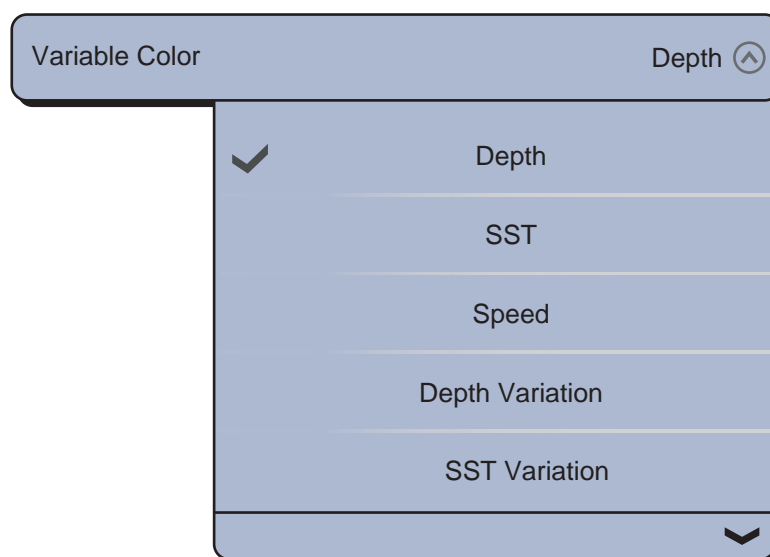 Variable Color Depth
Depth
SST
Speed
Depth Variation
SST Variation